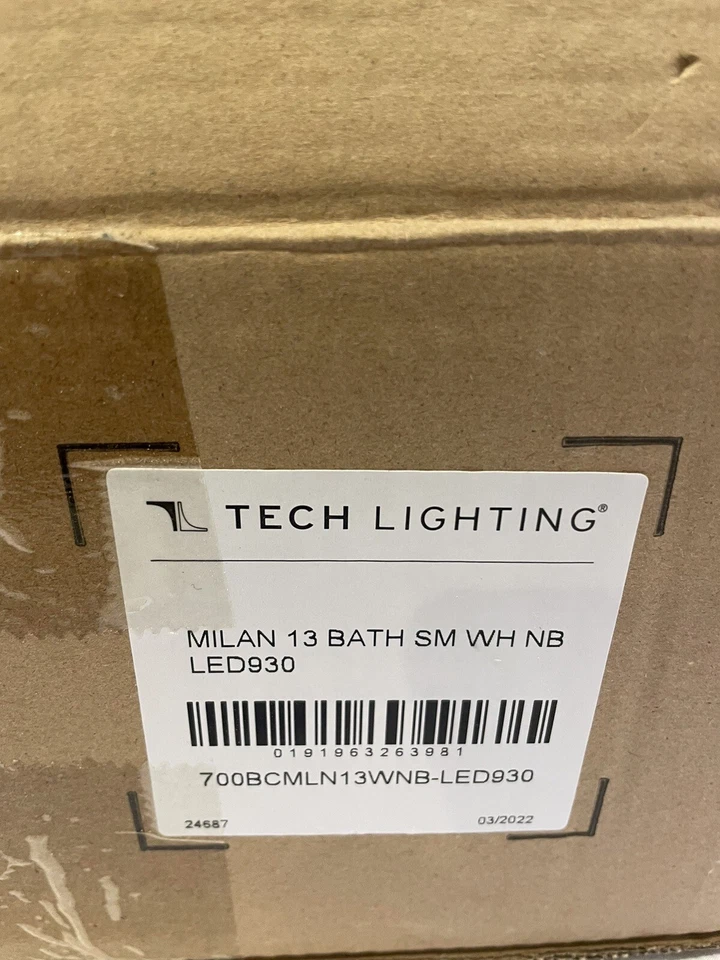 TECH LIGHTING®
MILAN 13 BATH SM WH NB
LED930
0191963263981
700BCMLN13WNB-LED930
24687 03/2022